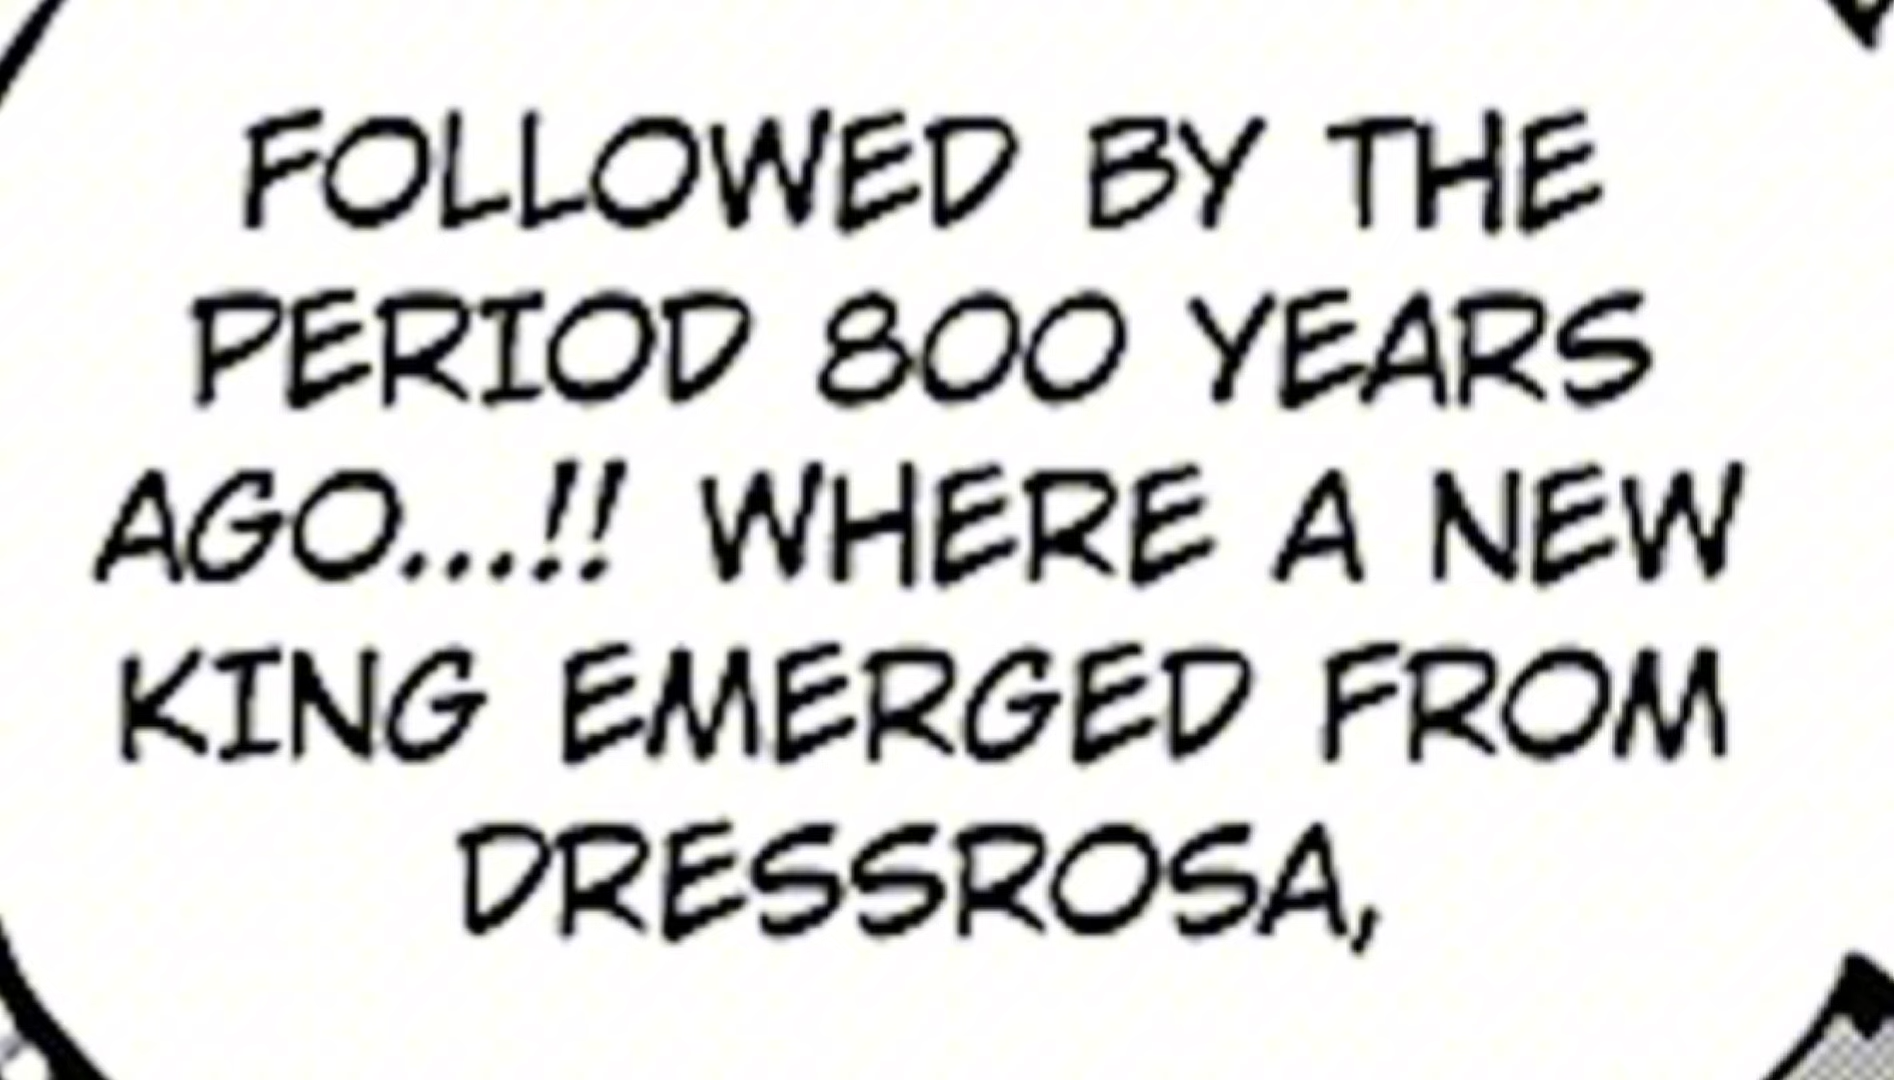 FOLLOWED BY THE
PERIOD 800 YEARS
AGO...!! WHERE A NEW
KING EMERGED FROM
DRESSROSA,